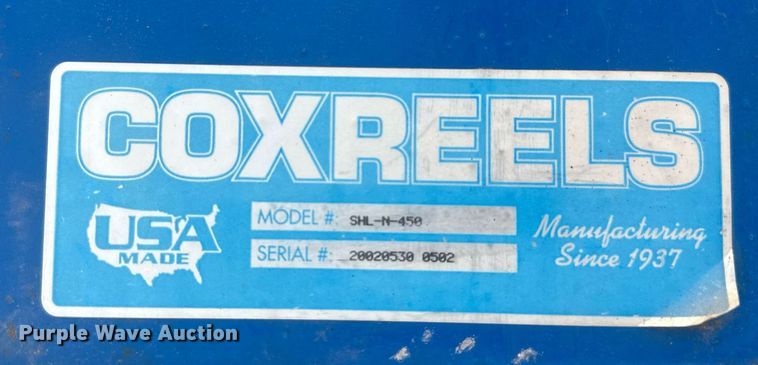 COXREELS
USA
MADE
MODEL #: SHL-N-450
SERIAL #: 20020530 0502
Manufacturing
Since 1937
Purple Wave Auction